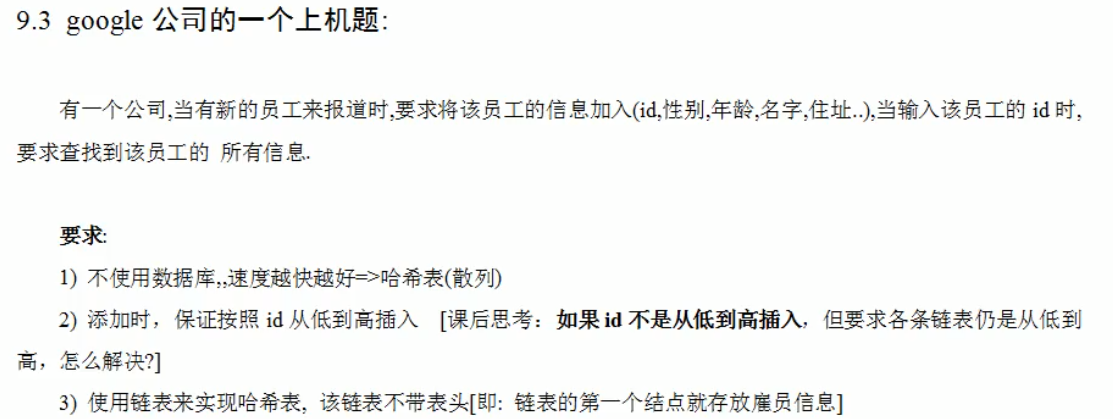 9.3 google 公司的一个上机题:
有一个公司,当有新的员工来报道时,要求将该员工的信息加入(id,性别,年龄,名字,住址..),当输入该员工的 id 时,
要求查找到该员工的 所有信息.
要求:
1) 不使用数据库,,速度越快越好=>哈希表(散列)
2) 添加时，保证按照 id 从低到高插入 [课后思考：如果 id 不是从低到高插入，但要求各条链表仍是从低到
高，怎么解决?]
3) 使用链表来实现哈希表, 该链表不带表头[即: 链表的第一个结点就存放雇员信息]